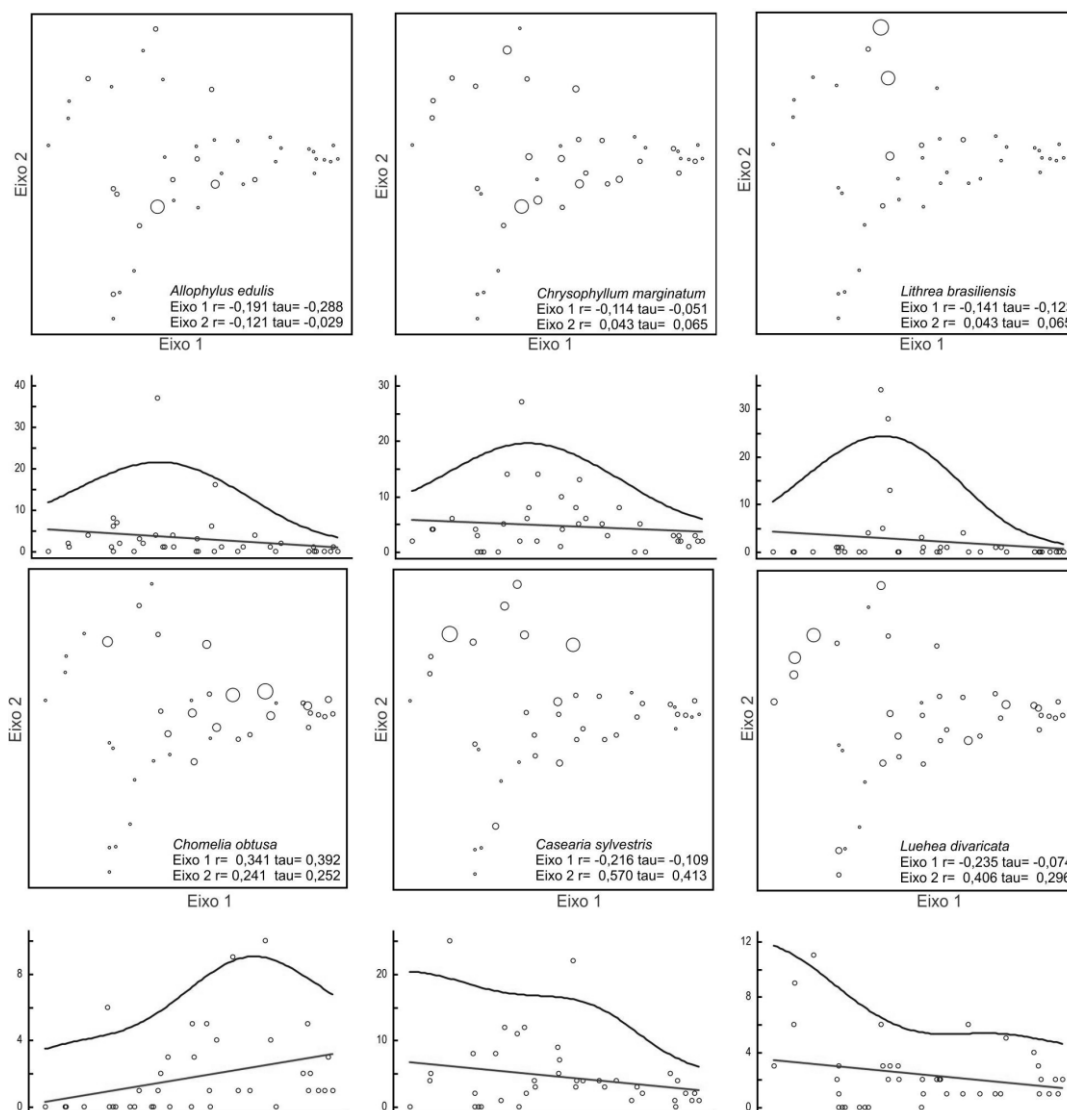 Eixo 2
Allophylus edulis
Eixo 1 r= -0,191 tau= -0,288
Eixo 2 r= -0,121 tau= -0,029
Eixo 1
Eixo 2
Chrysophyllum marginatum
Eixo 1 r= -0,114 tau= -0,051
Eixo 2 r= 0,043 tau= 0,065
Eixo 1
Eixo 2
Lithrea brasiliensis
Eixo 1 r= -0,141 tau= -0,123
Eixo 2 r= 0,043 tau= 0,065
Eixo 1
40
30
20
10
0
30
20
10
0
30
20
10
0
Eixo 2
Chomelia obtusa
Eixo 1 r= 0,341 tau= 0,392
Eixo 2 r= 0,241 tau= 0,252
Eixo 1
Eixo 2
Casearia sylvestris
Eixo 1 r= -0,216 tau= -0,109
Eixo 2 r= 0,570 tau= 0,413
Eixo 1
Eixo 2
Luehea divaricata
Eixo 1 r= -0,235 tau= -0,074
Eixo 2 r= 0,406 tau= 0,296
Eixo 1
8
4
0
20
10
0
12
9
6
3
0